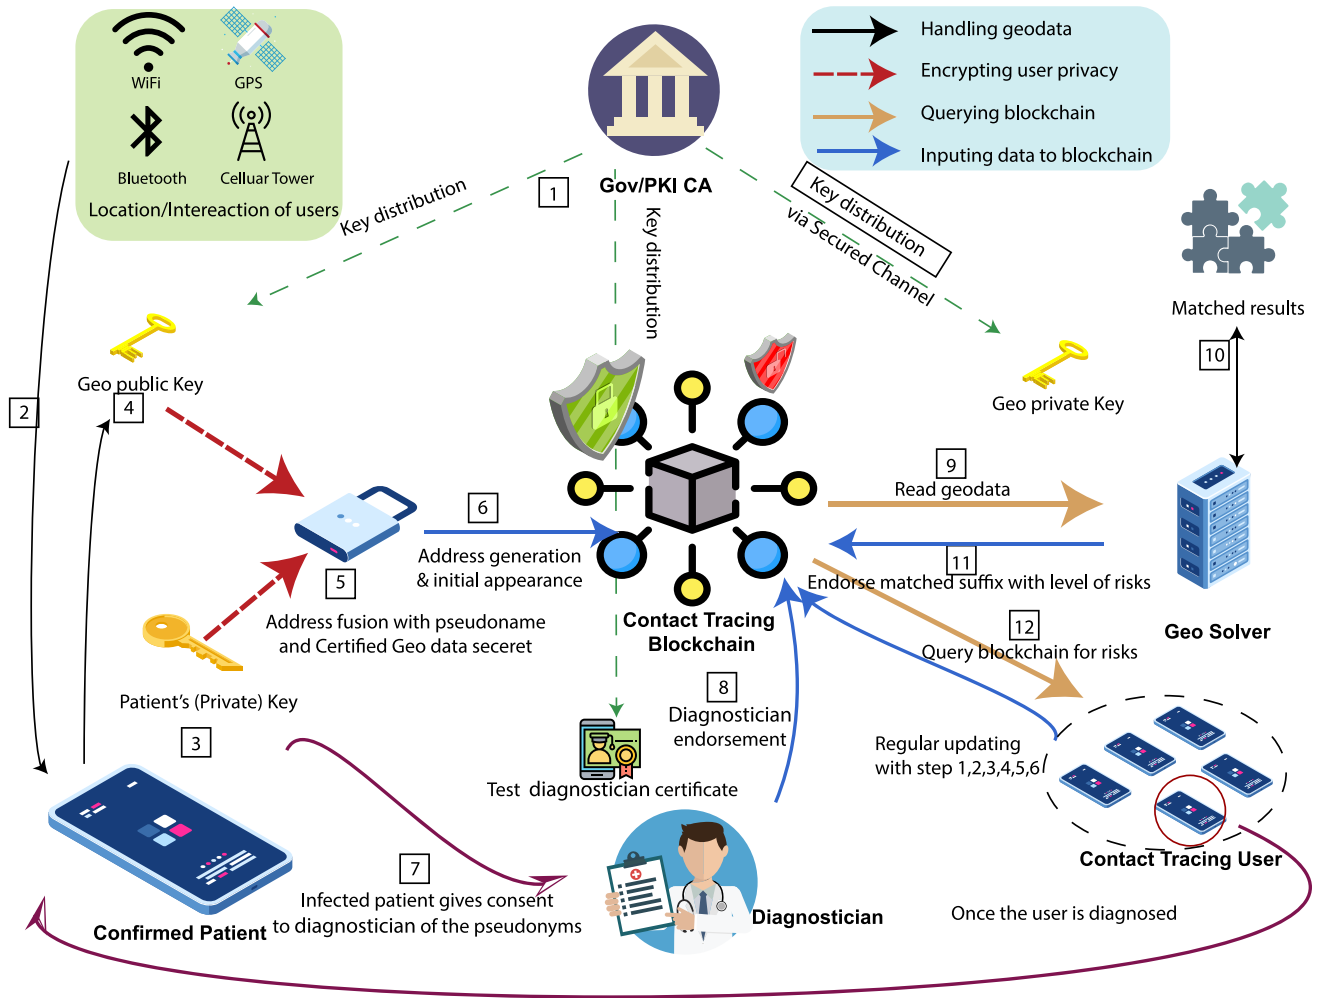 WiFi
GPS
Bluetooth
Celluar Tower
Location/Intereaction of users
Gov/PKI CA
Handling geodata
Encrypting user privacy
Querying blockchain
Inputing data to blockchain
1
Key distribution
Key distribution
Key distribution
via Secured Channel
Matched results
10
Geo public Key
4
2
Geo private Key
9
Read geodata
6
Address generation
& initial appearance
5
Address fusion with pseudoname
and Certified Geo data seceret
11
Endorse matched suffix with level of risks
Contact Tracing
Blockchain
Geo Solver
12
Query blockchain for risks
Patient's (Private) Key
3
8
Diagnostician
endorsement
Regular updating
with step 1,2,3,4,5,6
Test diagnostician certificate
Contact Tracing User
7
Infected patient gives consent
to diagnostician of the pseudonyms
Confirmed Patient
Diagnostician
Once the user is diagnosed